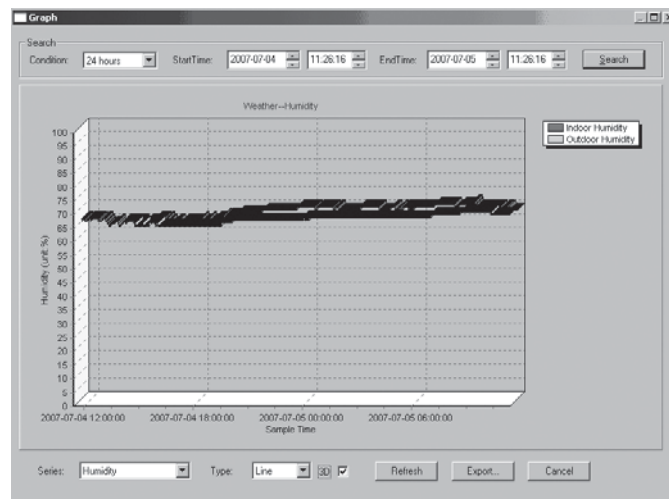 Graph
Search
Condition: 24 hours StartTime: 2007-07-04 11:26:16 EndTime: 2007-07-05 11:26:16 Search
Weather--Humidity
Indoor Humidity
Outdoor Humidity
Humidity (unit:%)
100
95
90
85
80
75
70
65
60
55
50
45
40
35
30
25
20
15
10
5
0
2007-07-04 12:00:00 2007-07-04 18:00:00 2007-07-05 00:00:00 2007-07-05 06:00:00
Sample Time
Series: Humidity Type: Line 3D Refresh Export... Cancel